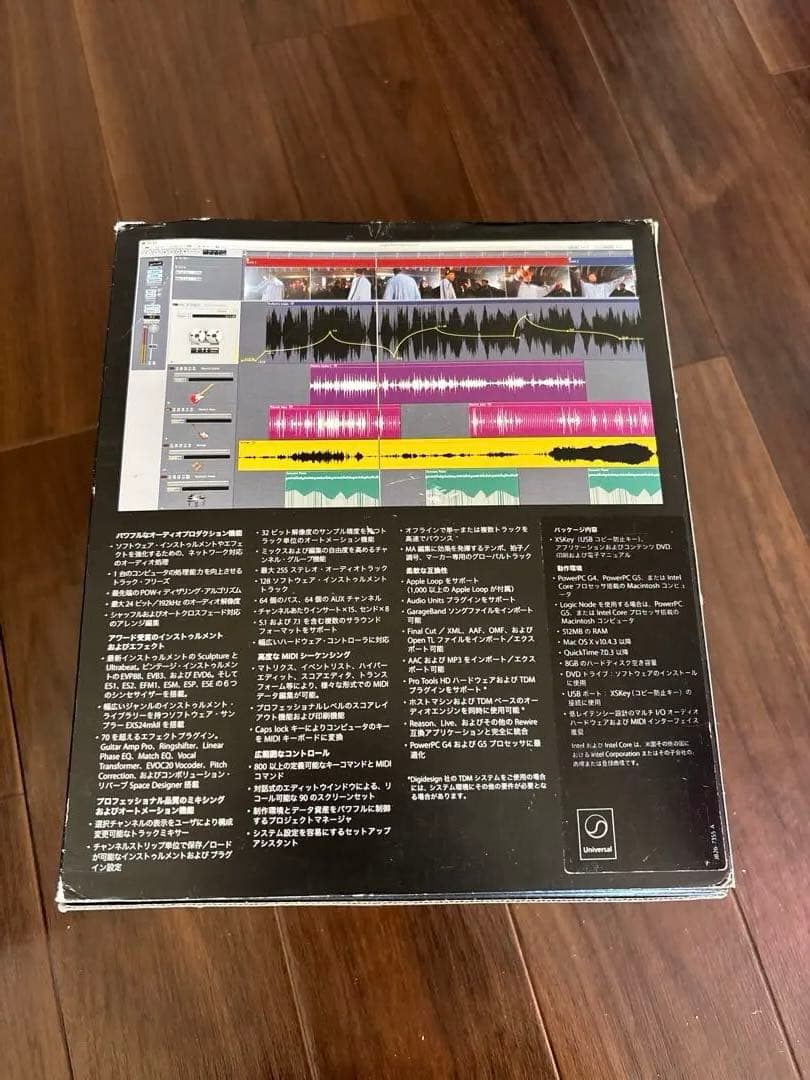 パワフルなオーディオプロダクション機能
・ソフトウェア・インストゥルメントやエフェ
クトを強化するための、ネットワーク対応
のオーディオ処理
・1 台のコンピュータの処理能力を向上させる
トラック・フリーズ
・最先端のPOW-rディザリング・アルゴリズム
・最大 24 ビット／192kHz のオーディオ解像度
・シャッフルおよびオートクロスフェード対応
のアレンジ編集
アワード受賞のインストゥルメント
およびエフェクト
・最新インストゥルメントの Sculpture と
Ultrabeat。ビンテージ・インストゥルメン
トのEVP88、EVB3、および EVD6。そして
ES1、ES2、EFM1、ESM、ESP、ESE の 6 つ
のシンセサイザーを搭載。
・幅広いジャンルのインストゥルメント・
ライブラリーを持つソフトウェア・サン
プラー EXS24mkII を搭載
・70 を超えるエフェクトプラグイン。
Guitar Amp Pro、Ringshifter、Linear
Phase EQ、Match EQ、Vocal
Transformer、EVOC20 Vocoder、Pitch
Correction、およびコンボリューション・
リバーブ Space Designer 搭載
プロフェッショナル品質のミキシング
およびオートメーション機能
・選択チャンネルの表示をユーザにより構成
変更可能なトラックミキサー
・チャンネルストリップ単位で保存／ロード
が可能なインストゥルメントおよび プラグ
イン設定
・32 ビット解像度のサンプル精度を持つト
ラック単位のオートメーション機能
・ミックスおよび編集の自由度を高めるチャ
ンネル・グループ機能
・最大 255 ステレオ・オーディオトラック
・128 ソフトウェア・インストゥルメント
トラック
・64 個のバス、64 個の AUX チャンネル
・チャンネルあたりインサート×15、センド×8
・5.1 および 7.1 を含む複数のサラウンド
フォーマットをサポート
・幅広いハードウェア・コントローラに対応
高度な MIDI シーケンシング
・マトリクス、イベントリスト、ハイパー
エディット、スコアエディタ、トランス
フォーム等により、様々な形式での MIDI
データ編集が可能。
・プロフェッショナルレベルのスコアレイ
アウト機能および印刷機能
・Caps lock キーによりコンピュータのキー
を MIDI キーボードに変換
広範囲なコントロール
・800 以上の定義可能なキーコマンドと MIDI
コマンド
・対話式のエディットウインドウによる、リ
コール可能な 90 のスクリーンセット
・制作環境とデータ資産をパワフルに制御
するプロジェクトマネージャ
・システム設定を容易にするセットアップ
アシスタント
・オフラインで単一または複数トラックを
高速でバウンス
・MA 編集に効果を発揮するテンポ、拍子／
調号、マーカー専用のグローバルトラック
柔軟な互換性
・Apple Loop をサポート
（1,000 以上の Apple Loop が付属）
・Audio Units プラグインをサポート
・GarageBand ソングファイルをインポート
可能
・Final Cut / XML、AAF、OMF、および
Open TL ファイルをインポート／エクス
ポート可能
・AAC および MP3 をインポート／エクス
ポート可能
・Pro Tools HD ハードウェアおよび TDM
プラグインをサポート *
・ホストマシンおよび TDM ベースのオー
ディオエンジンを同時に使用可能 *
・Reason、Live、およびその他の Rewire
互換アプリケーションと完全に統合
・PowerPC G4 および G5 プロセッサに最
適化
*Digidesign 社の TDM システムをご使用の場合
には、システム環境にその他の要件が必要とな
る場合があります。
パッケージ内容
・XSKey（USB コピー防止キー）、
アプリケーションおよびコンテンツ DVD、
印刷および電子マニュアル
動作環境
・PowerPC G4、PowerPC G5、または Intel
Core プロセッサ搭載の Macintosh コンピュ
ータ
・Logic Node を使用する場合は、PowerPC
G5、または Intel Core プロセッサ搭載の
Macintosh コンピュータ
・512MB の RAM
・Mac OS X v10.4.3 以降
・QuickTime 7.0.3 以降
・8GB のハードディスク空き容量
・DVD ドライブ：ソフトウェアのインストール
に使用
・USB ポート：XSKey（コピー防止キー）の
接続に使用
・低レイテンシー設計のマルチ I/O オーディオ
ハードウェアおよび MIDI インターフェイス
推奨
Intel および Intel Core は、米国その他の国に
おける Intel Corporation またはその子会社の、
商標または登録商標です。
Universal